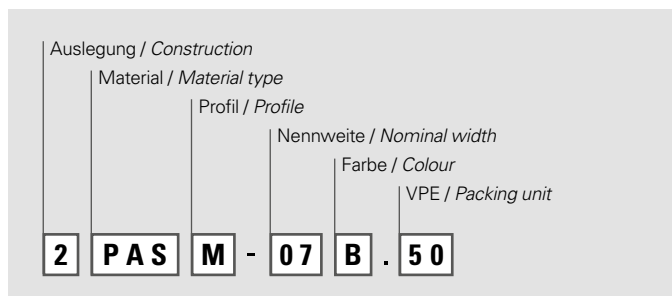 Auslegung / Construction
Material / Material type
Profil / Profile
Nennweite / Nominal width
Farbe / Colour
VPE / Packing unit
2 PAS M - 07 B . 50